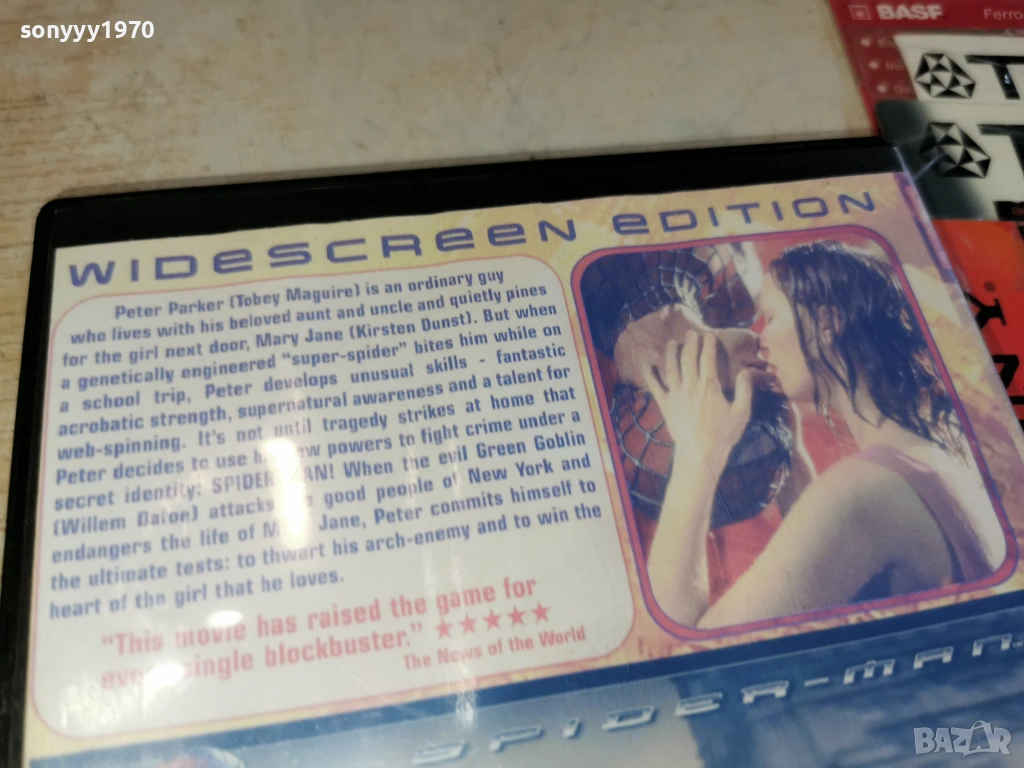 sonyyy1970
BASF Ferro
WIDESCREEN EDITION
Peter Parker (Tobey Maguire) is an ordinary guy
who lives with his beloved aunt and uncle and quietly pines
for the girl next door, Mary Jane (Kirsten Dunst). But when
a genetically engineered "super-spider" bites him while on
a school trip, Peter develops unusual skills - fantastic
acrobatic strength, supernatural awareness and a talent for
web-spinning. It's not until tragedy strikes at home that
Peter decides to use his new powers to fight crime under a
secret identity: SPIDER-MAN! When the evil Green Goblin
(Willem Dafoe) attacks the good people of New York and
endangers the life of Mary Jane, Peter commits himself to
the ultimate tests: to thwart his arch-enemy and to win the
heart of the girl that he loves.
"This movie has raised the game for
every single blockbuster." ★★★★★
The News of the World
SPIDER-MAN
BAZAR